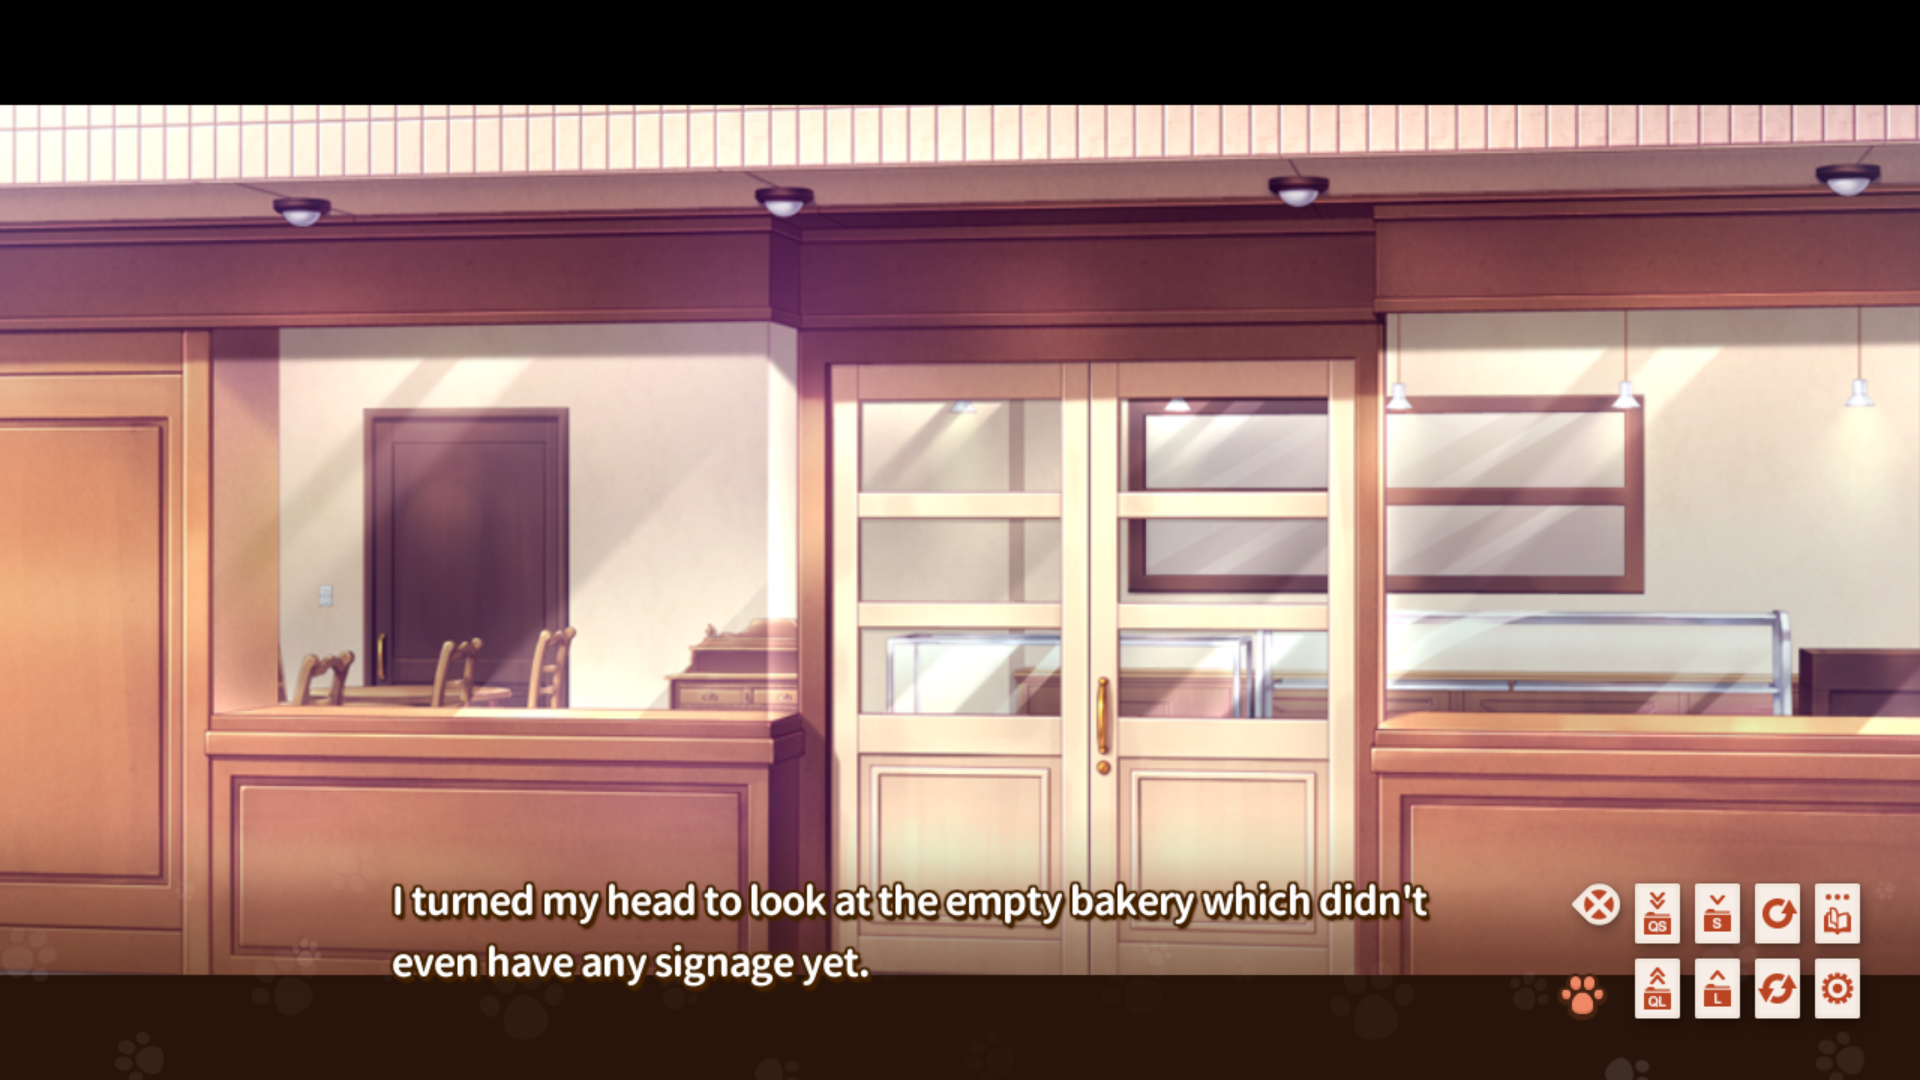 I turned my head to look at the empty bakery which didn't
even have any signage yet.
QS
S
QL
L